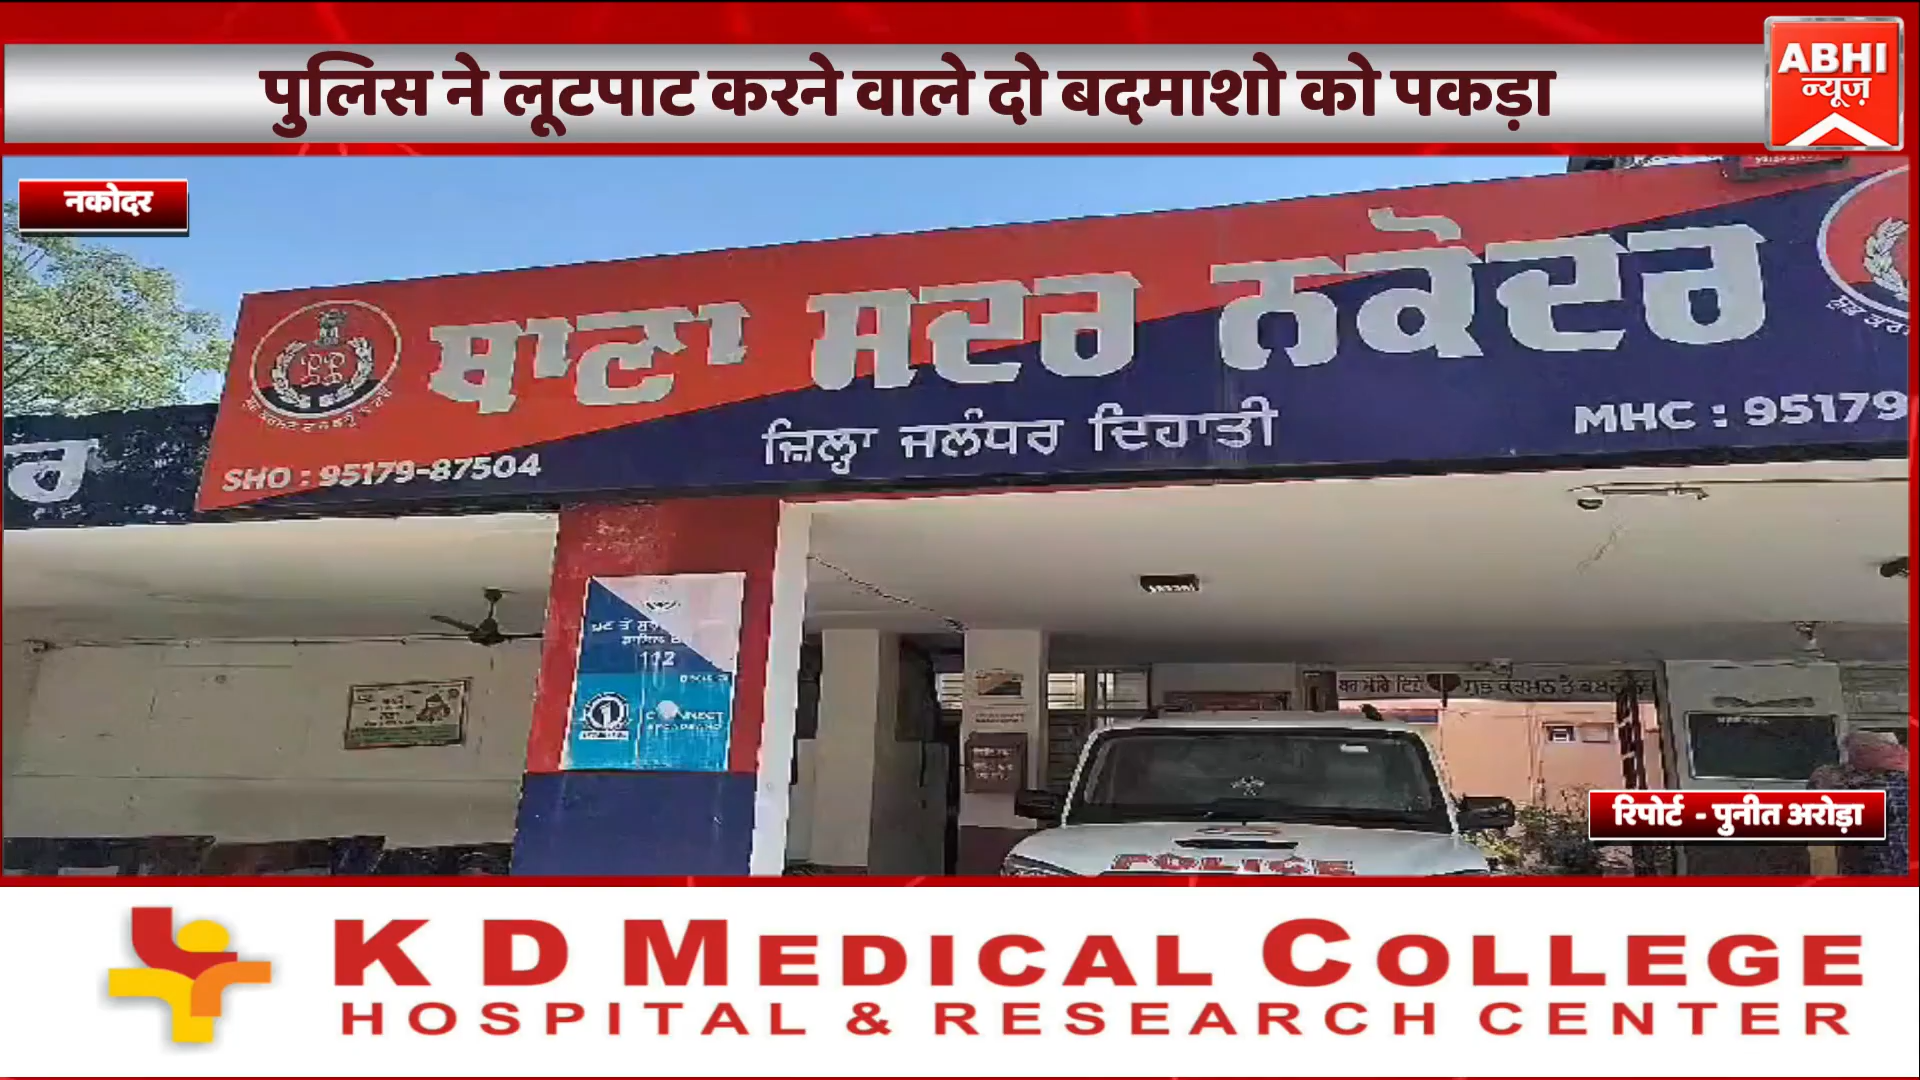 पुलिस ने लूटपाट करने वाले दो बदमाशो को पकड़ा
ABHI
न्यूज़
नकोदर
ਥਾਣਾ ਸਦਰ ਨਕੋਦਰ
ਜ਼ਿਲ੍ਹਾ ਜਲੰਧਰ ਦਿਹਾਤੀ
MHC : 95179
SHO : 95179-87504
ਰ
112
POLICE
रिपोर्ट - पुनीत अरोड़ा
K D MEDICAL COLLEGE
HOSPITAL & RESEARCH CENTER